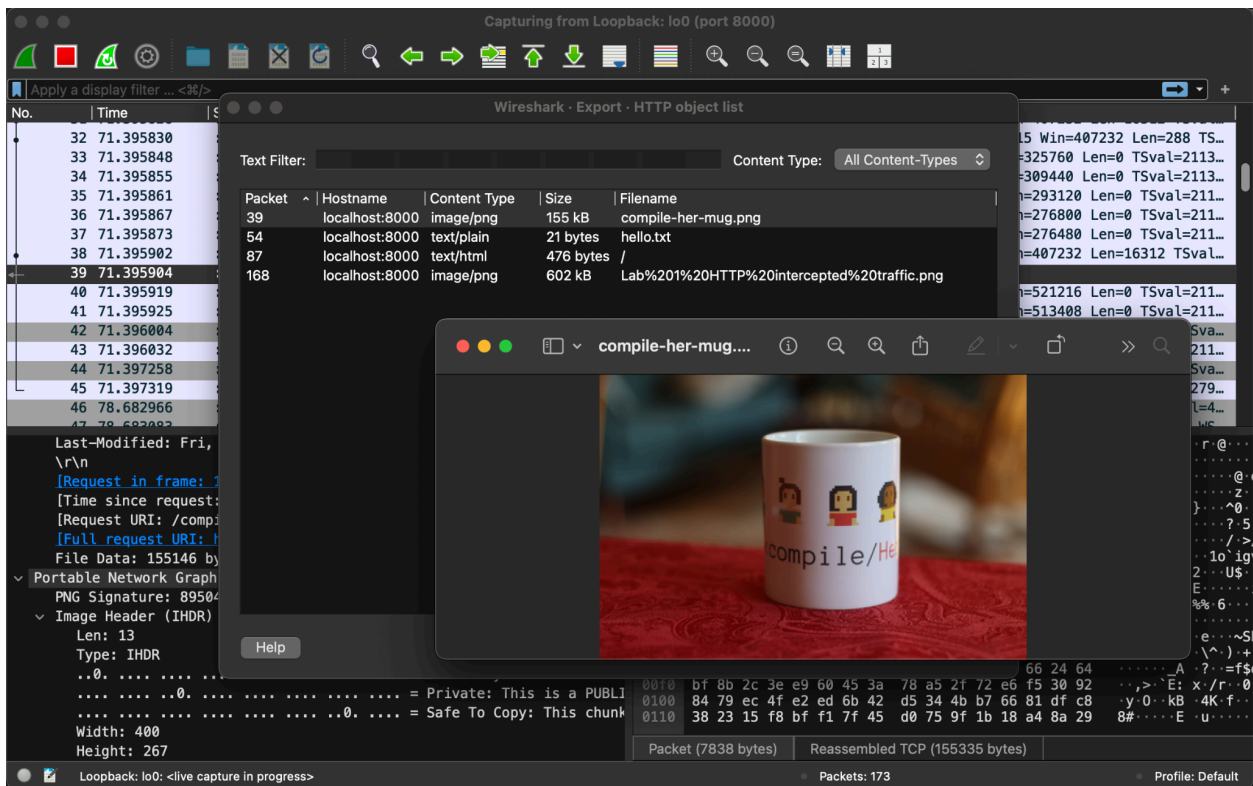 Capturing from Loopback: lo0 (port 8000)
Apply a display filter ... <⌘/>
No. Time
Wireshark · Export · HTTP object list
32 71.395830
15 Win=407232 Len=288 TS…
33 71.395848
=325760 Len=0 TSval=2113…
34 71.395855
=309440 Len=0 TSval=2113…
35 71.395861
n=293120 Len=0 TSval=211…
36 71.395867
n=276800 Len=0 TSval=211…
37 71.395873
n=276480 Len=0 TSval=211…
38 71.395902
n=407232 Len=16312 TSval…
39 71.395904
40 71.395919
n=521216 Len=0 TSval=211…
41 71.395925
n=513408 Len=0 TSval=211…
42 71.396004
43 71.396032
44 71.397258
45 71.397319
46 78.682966
Text Filter:
Content Type: All Content-Types
Packet Hostname Content Type Size Filename
39 localhost:8000 image/png 155 kB compile-her-mug.png
54 localhost:8000 text/plain 21 bytes hello.txt
87 localhost:8000 text/html 476 bytes /
168 localhost:8000 image/png 602 kB Lab%201%20HTTP%20intercepted%20traffic.png
Help
compile-her-mug....
compile/He
Last-Modified: Fri,
\r\n
[Request in frame: 1
[Time since request:
[Request URI: /compi
[Full request URI: h
File Data: 155146 by
Portable Network Graph
PNG Signature: 89504
Image Header (IHDR)
Len: 13
Type: IHDR
..0. .... .... ...
.... .... ..0. .... .... .... .... .... = Private: This is a PUBLI
.... .... .... .... .... .... ..0. .... = Safe To Copy: This chunk
Width: 400
Height: 267
66 24 64
00f0 bf 8b 2c 3e e9 60 45 3a 78 a5 2f 72 e6 f5 30 92
0100 84 79 ec 4f e2 ed 6b 42 d5 34 4b b7 66 81 df c8
0110 38 23 15 f8 bf f1 7f 45 d0 75 9f 1b 18 a4 8a 29
Packet (7838 bytes)
Reassembled TCP (155335 bytes)
Loopback: lo0: <live capture in progress>
Packets: 173
Profile: Default